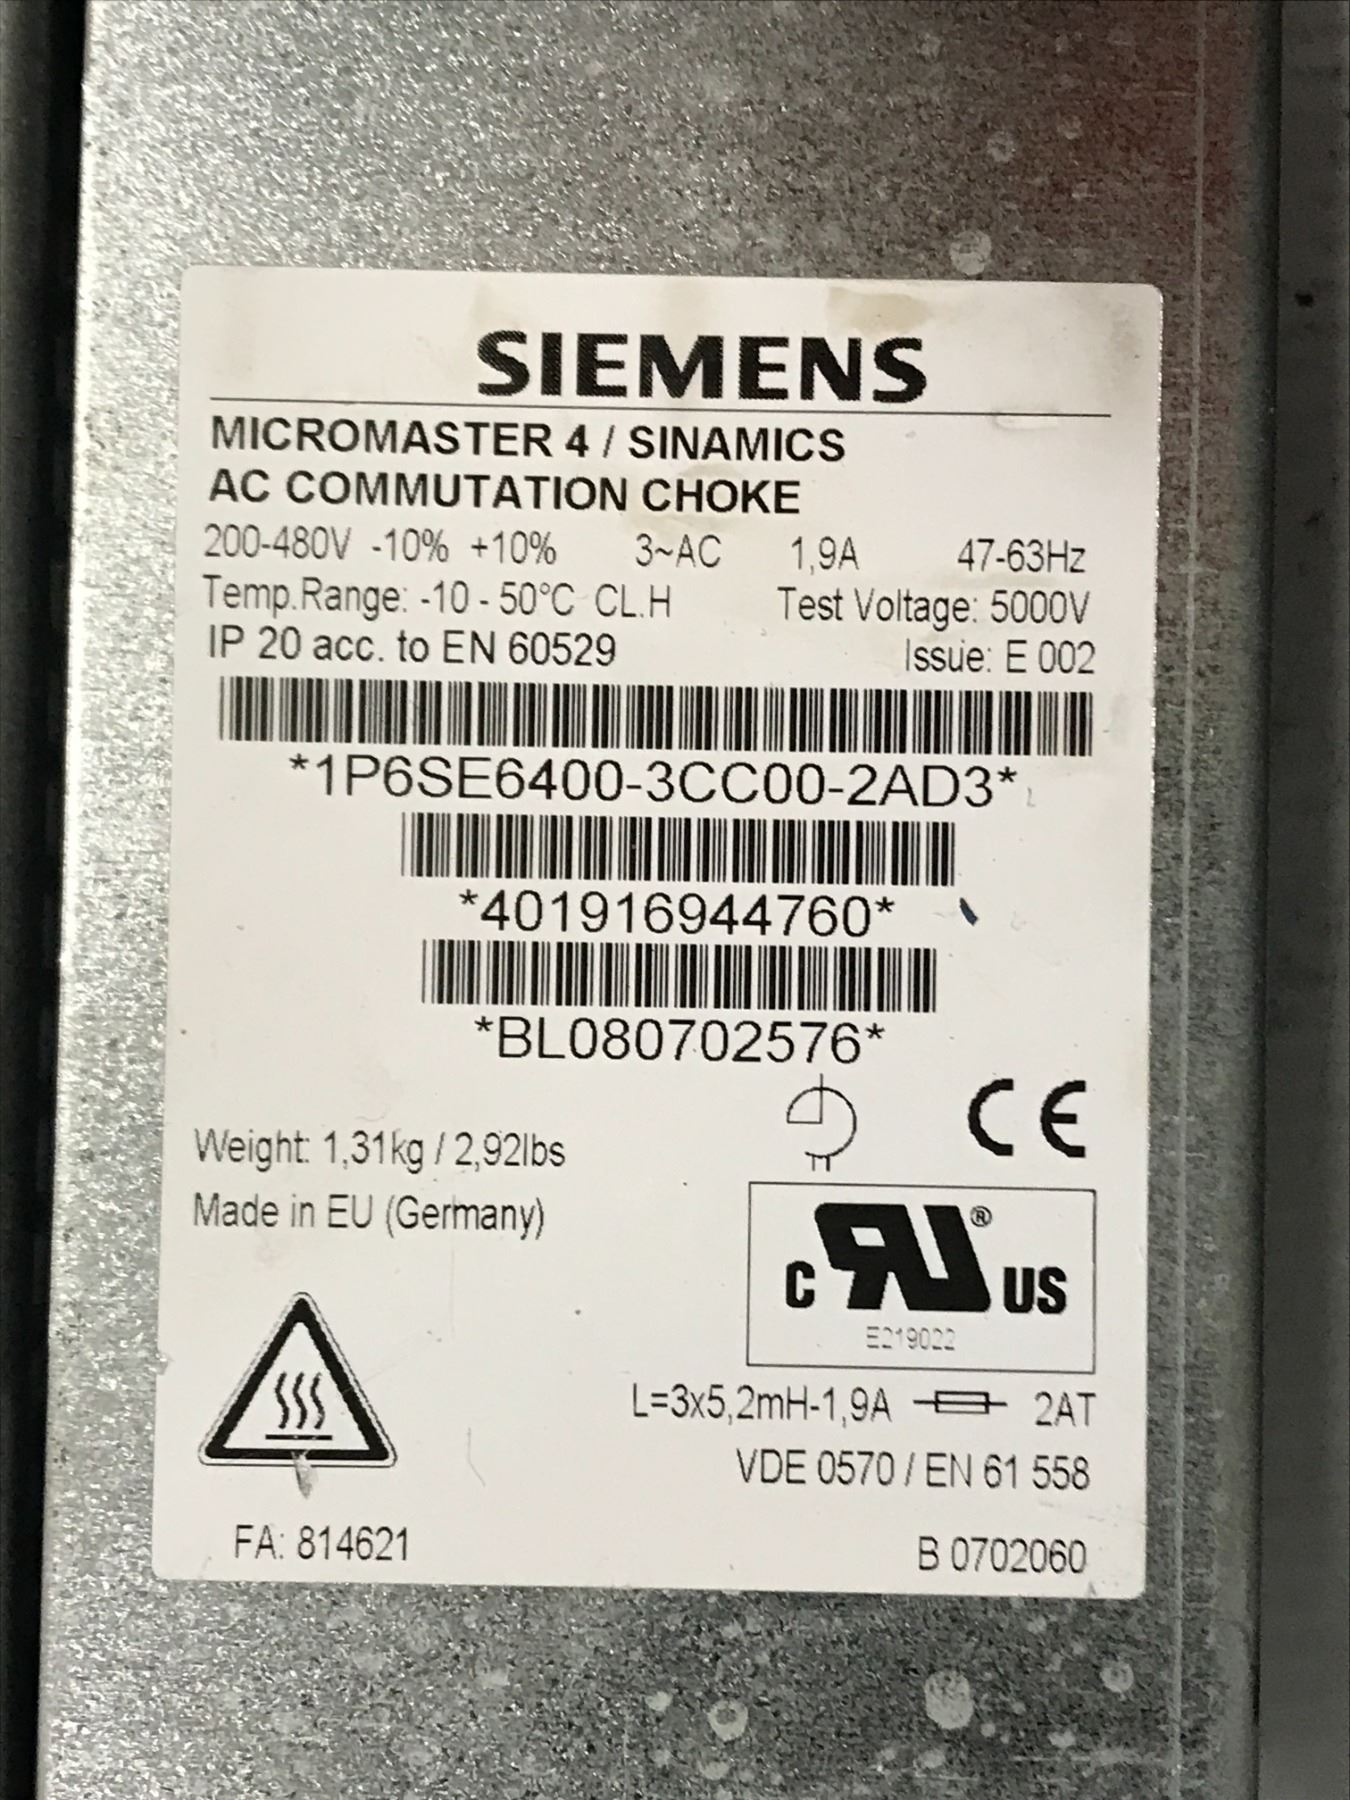 SIEMENS
MICROMASTER 4 / SINAMICS
AC COMMUTATION CHOKE
200-480V -10% +10% 3~AC 1,9A 47-63Hz
Temp.Range: -10 - 50°C CL.H Test Voltage: 5000V
IP 20 acc. to EN 60529 Issue: E 002
*1P6SE6400-3CC00-2AD3*
*401916944760*
*BL080702576*
CE
Weight: 1,31kg / 2,92lbs
Made in EU (Germany)
c RU ® US
E219022
L=3x5,2mH-1,9A 2AT
VDE 0570 / EN 61 558
FA: 814621 B 0702060